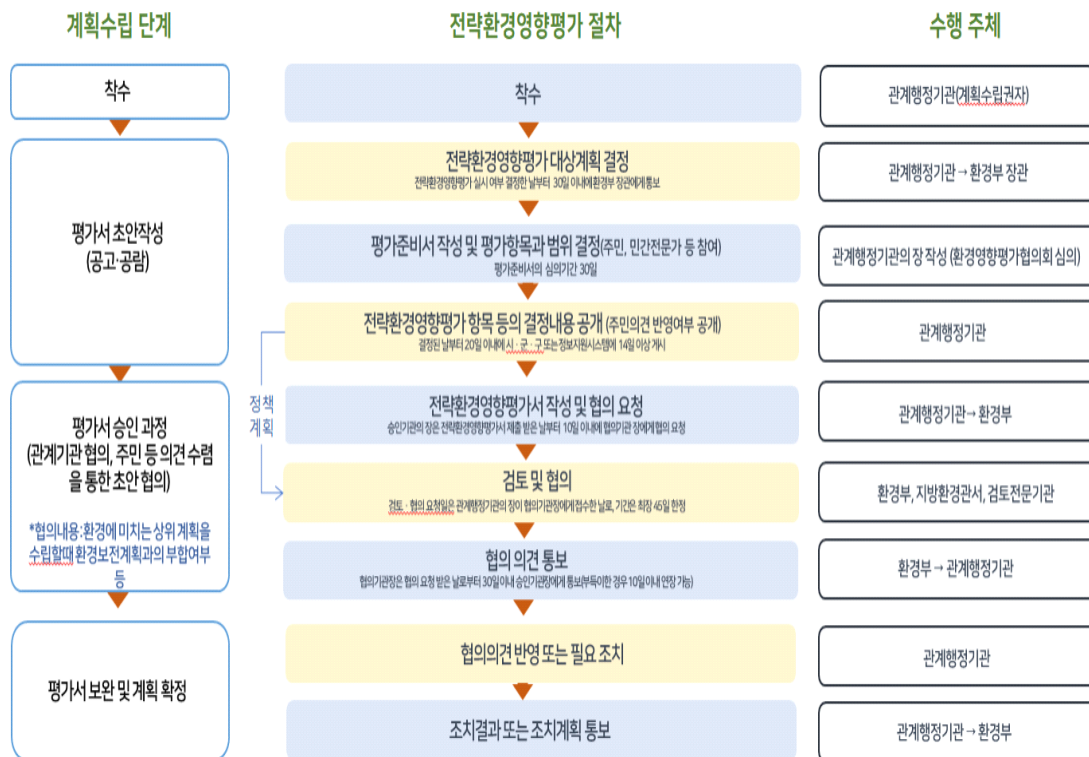 계획수립 단계
전략환경영향평가 절차
수행 주체
착수
착수
관계행정기관(계획수립권자)
평가서 초안작성
(공고·공람)
전략환경영향평가 대상계획 결정
전략환경영향평가 실시 여부 결정한 날부터 30일 이내에 환경부 장관에게 통보
관계행정기관 → 환경부 장관
평가준비서 작성 및 평가항목과 범위 결정(주민, 민간전문가 등 참여)
평가준비서의 심의기간 30일
관계행정기관의 장 작성 (환경영향평가협의회 심의)
전략환경영향평가 항목 등의 결정내용 공개 (주민의견 반영여부 공개)
결정된 날부터 20일 이내에 시·군·구 또는 정보지원시스템에 14일 이상 게시
관계행정기관
정책
계획
평가서 승인 과정
(관계기관 협의, 주민 등 의견 수렴
을 통한 초안 협의)
*협의내용:환경에 미치는 상위 계획을
수립할때 환경보전계획과의 부합여부
등
전략환경영향평가서 작성 및 협의 요청
승인기관의 장은 전략환경영향평가서 제출 받은 날부터 10일 이내에 협의기관 장에게 협의 요청
관계행정기관→ 환경부
검토 및 협의
검토·협의 요청일은 관계행정기관의 장이 협의기관장에게 접수한 날로, 기간은 최장 45일 한정
환경부, 지방환경관서, 검토전문기관
협의 의견 통보
협의기관장은 협의 요청 받은 날로부터 30일이내 승인기관장에게 통보(부득이한 경우 10일 이내 연장 가능)
환경부 → 관계행정기관
평가서 보완 및 계획 확정
협의의견 반영 또는 필요 조치
관계행정기관
조치결과 또는 조치계획 통보
관계행정기관 → 환경부